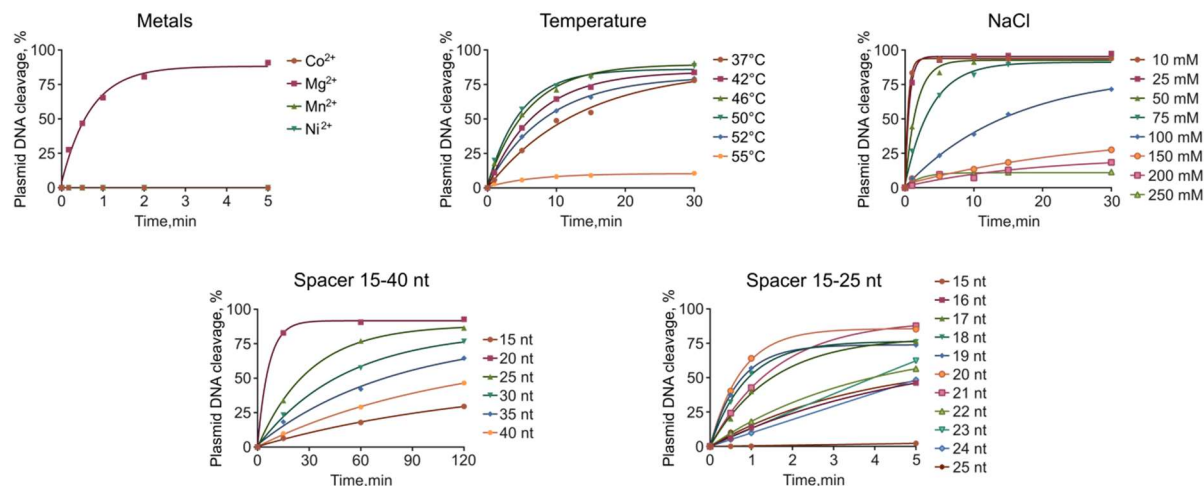 Metals
Plasmid DNA cleavage, %
100
75
50
25
0
0 1 2 3 4 5
Time,min
Co²⁺
Mg²⁺
Mn²⁺
Ni²⁺
Temperature
Plasmid DNA cleavage, %
100
75
50
25
0
0 10 20 30
Time,min
37°C
42°C
46°C
50°C
52°C
55°C
NaCl
Plasmid DNA cleavage, %
100
75
50
25
0
0 10 20 30
Time,min
10 mM
25 mM
50 mM
75 mM
100 mM
150 mM
200 mM
250 mM
Spacer 15-40 nt
Plasmid DNA cleavage, %
100
75
50
25
0
0 30 60 90 120
Time,min
15 nt
20 nt
25 nt
30 nt
35 nt
40 nt
Spacer 15-25 nt
Plasmid DNA cleavage, %
100
75
50
25
0
0 1 2 3 4 5
Time,min
15 nt
16 nt
17 nt
18 nt
19 nt
20 nt
21 nt
22 nt
23 nt
24 nt
25 nt